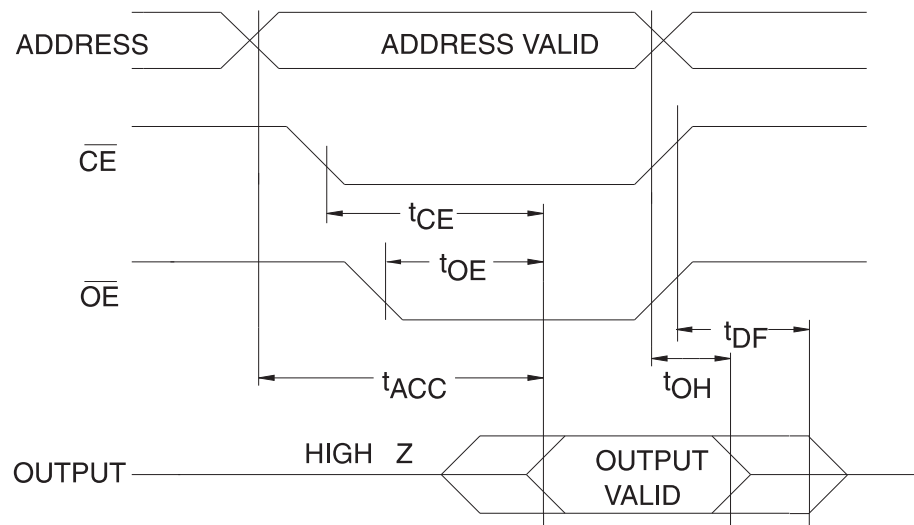 ADDRESS
ADDRESS VALID
CE
tCE
tOE
OE
tDF
tACC
tOH
HIGH Z
OUTPUT
OUTPUT
VALID